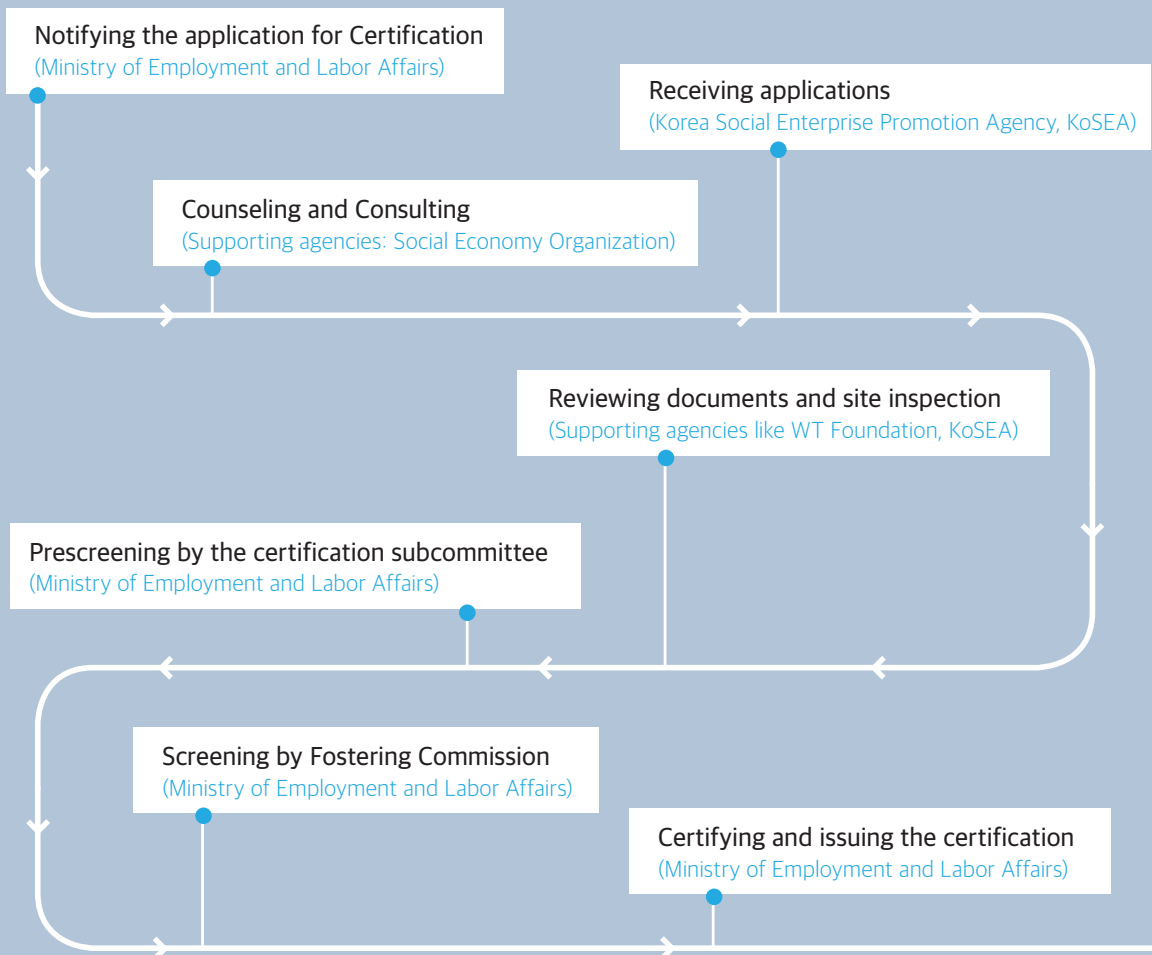 Notifying the application for Certification
(Ministry of Employment and Labor Affairs)
Counseling and Consulting
(Supporting agencies: Social Economy Organization)
Receiving applications
(Korea Social Enterprise Promotion Agency, KoSEA)
Reviewing documents and site inspection
(Supporting agencies like WT Foundation, KoSEA)
Prescreening by the certification subcommittee
(Ministry of Employment and Labor Affairs)
Screening by Fostering Commission
(Ministry of Employment and Labor Affairs)
Certifying and issuing the certification
(Ministry of Employment and Labor Affairs)